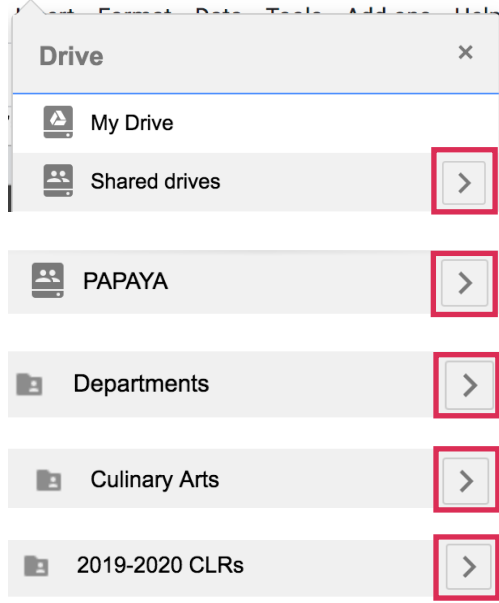 Drive
My Drive
Shared drives
PAPAYA
Departments
Culinary Arts
2019-2020 CLRs